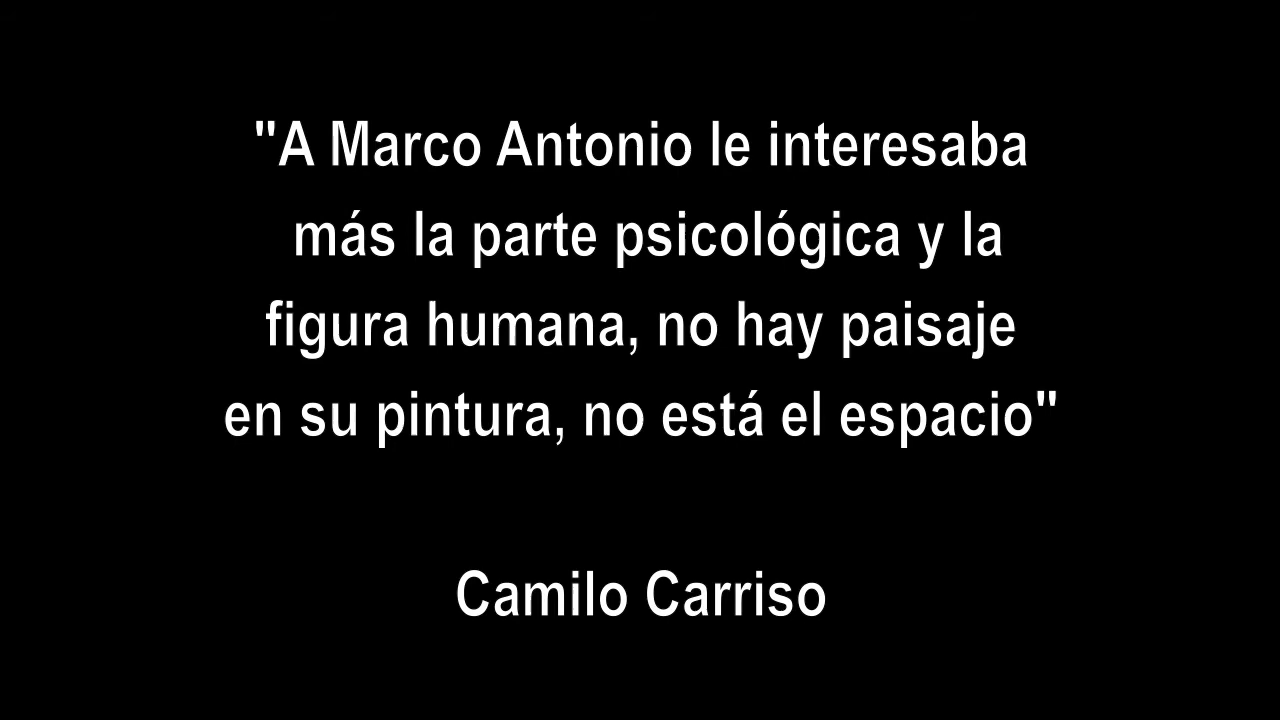 "A Marco Antonio le interesaba
más la parte psicológica y la
figura humana, no hay paisaje
en su pintura, no está el espacio"
Camilo Carriso